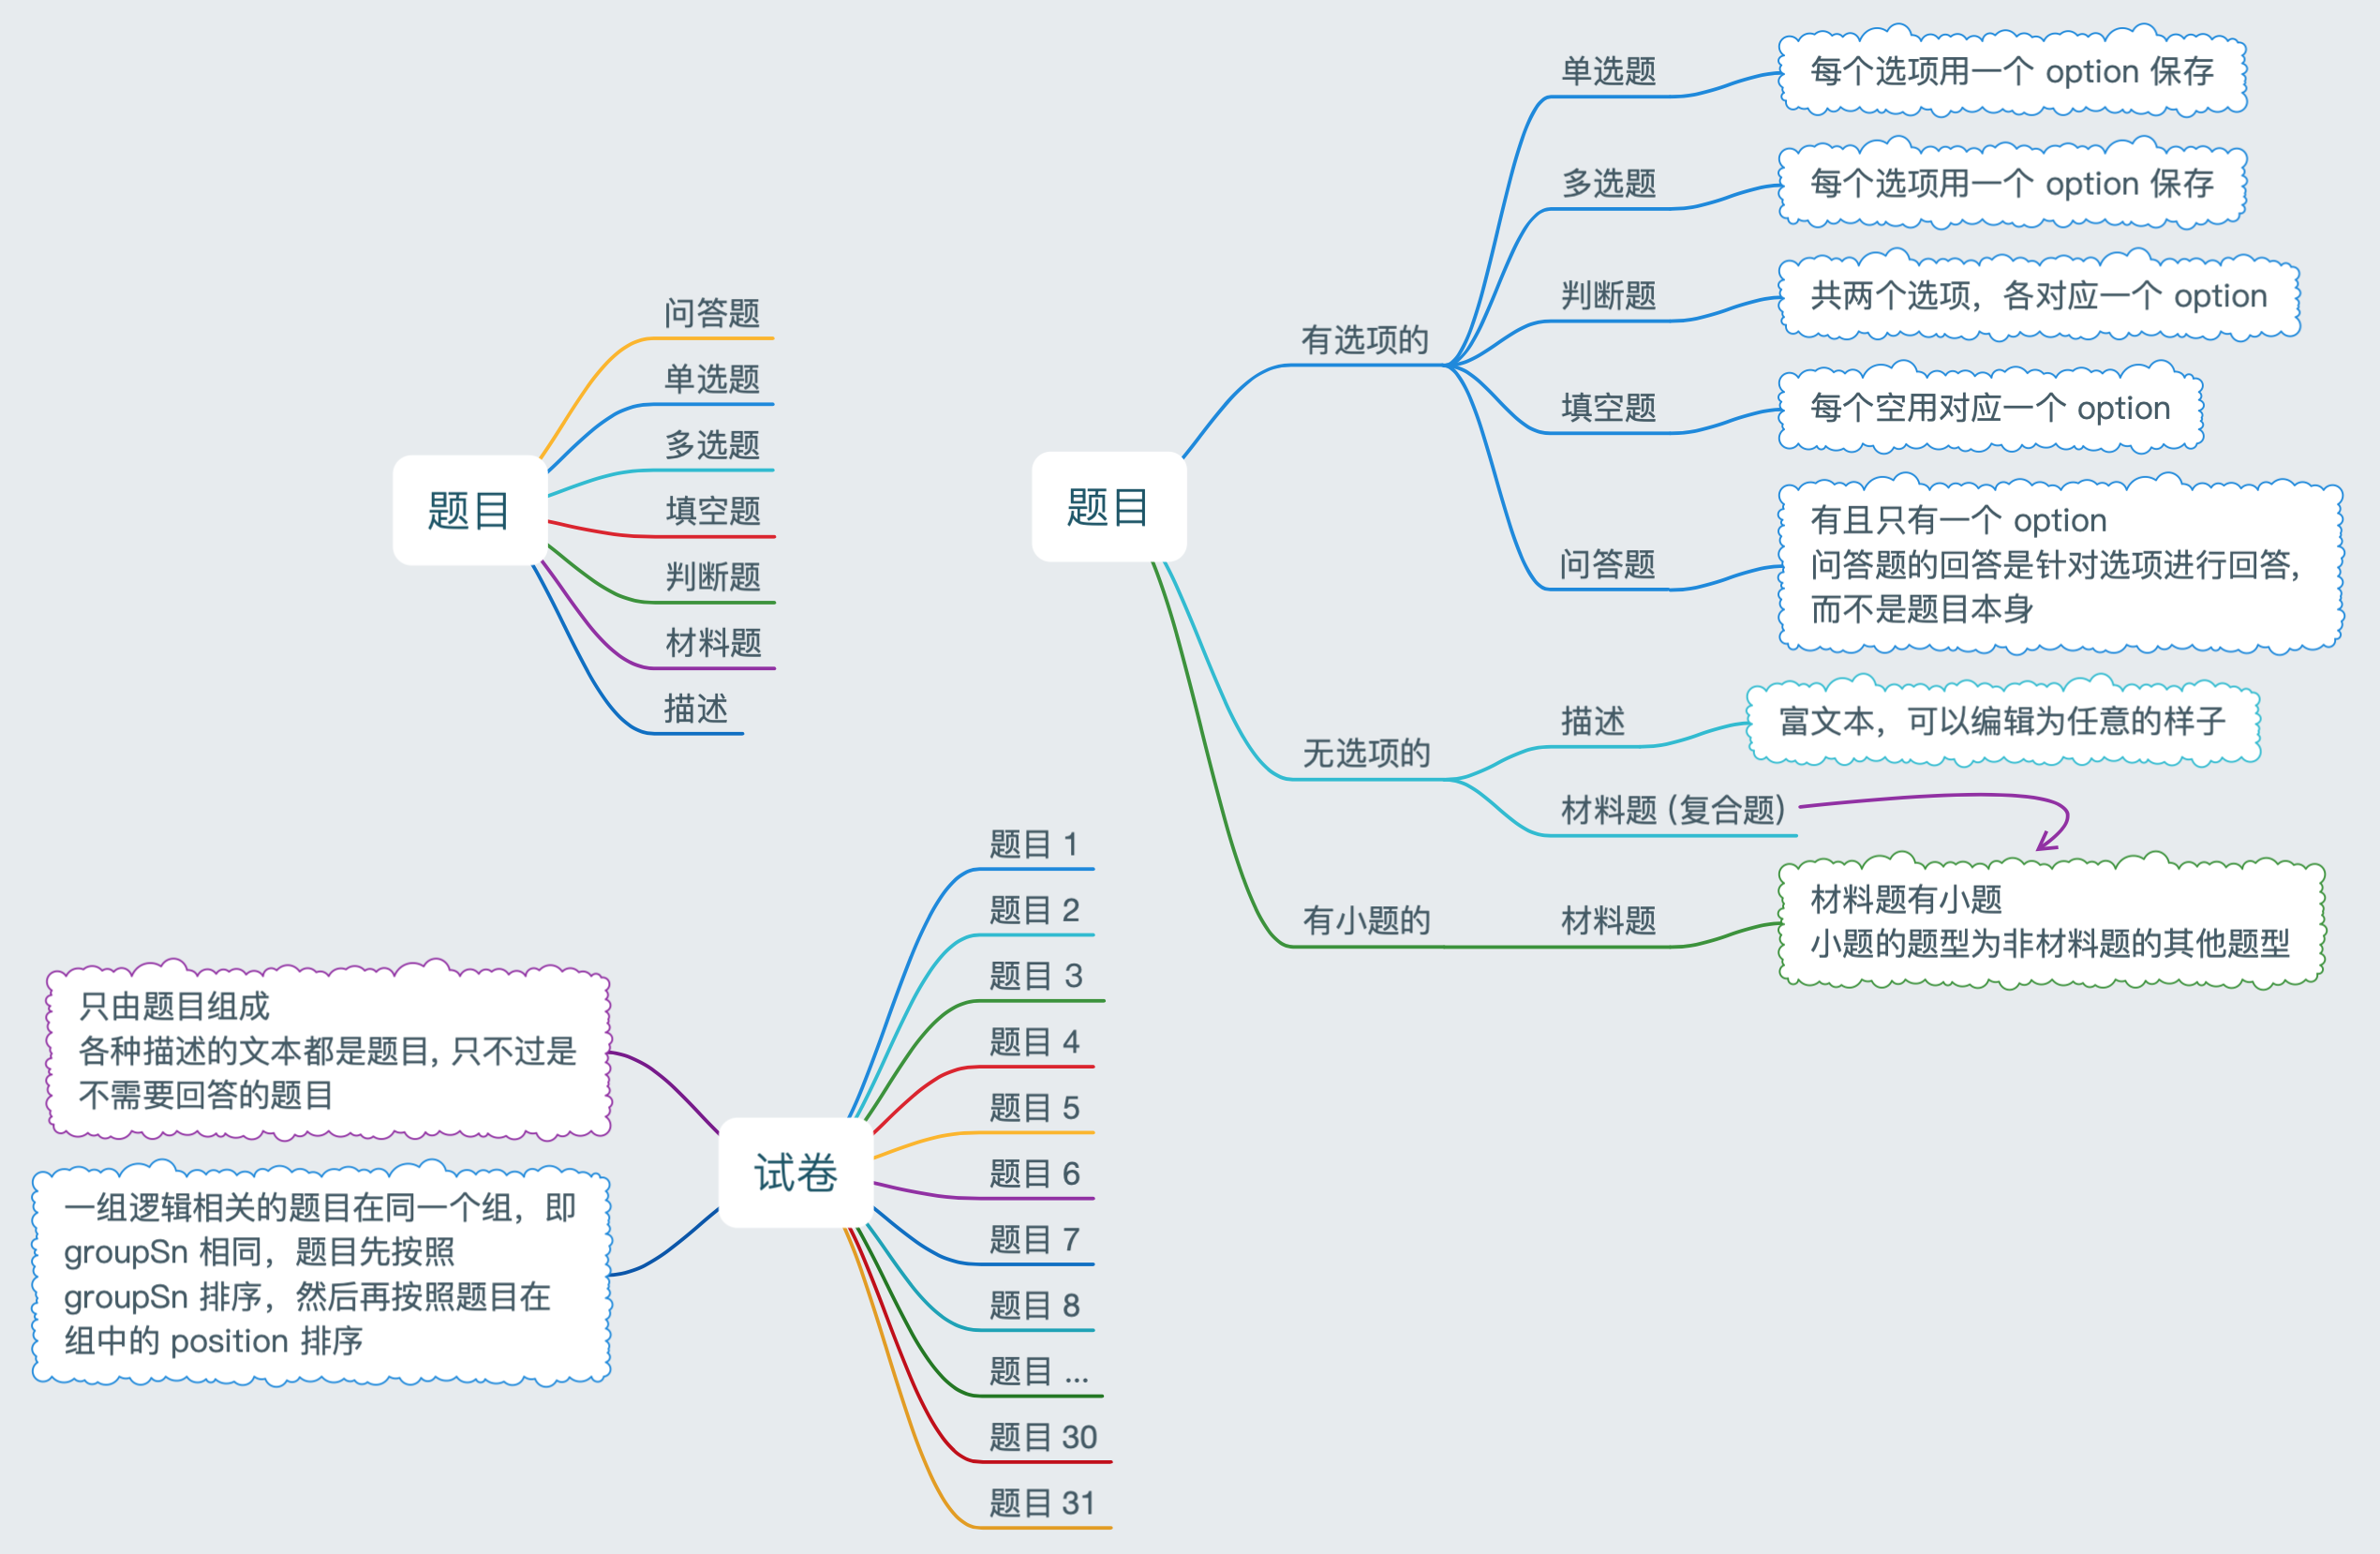 题目
问答题
单选题
多选题
填空题
判断题
材料题
描述
题目
有选项的
单选题
每个选项用一个 option 保存
多选题
每个选项用一个 option 保存
判断题
共两个选项，各对应一个 option
填空题
每个空用对应一个 option
问答题
有且只有一个 option
问答题的回答是针对选项进行回答,
而不是题目本身
无选项的
描述
富文本，可以编辑为任意的样子
材料题 (复合题)
有小题的
材料题
材料题有小题
小题的题型为非材料题的其他题型
试卷
只由题目组成
各种描述的文本都是题目, 只不过是
不需要回答的题目
一组逻辑相关的题目在同一个组，即
groupSn 相同，题目先按照
groupSn 排序，然后再按照题目在
组中的 position 排序
题目 1
题目 2
题目 3
题目 4
题目 5
题目 6
题目 7
题目 8
题目 ...
题目 30
题目 31